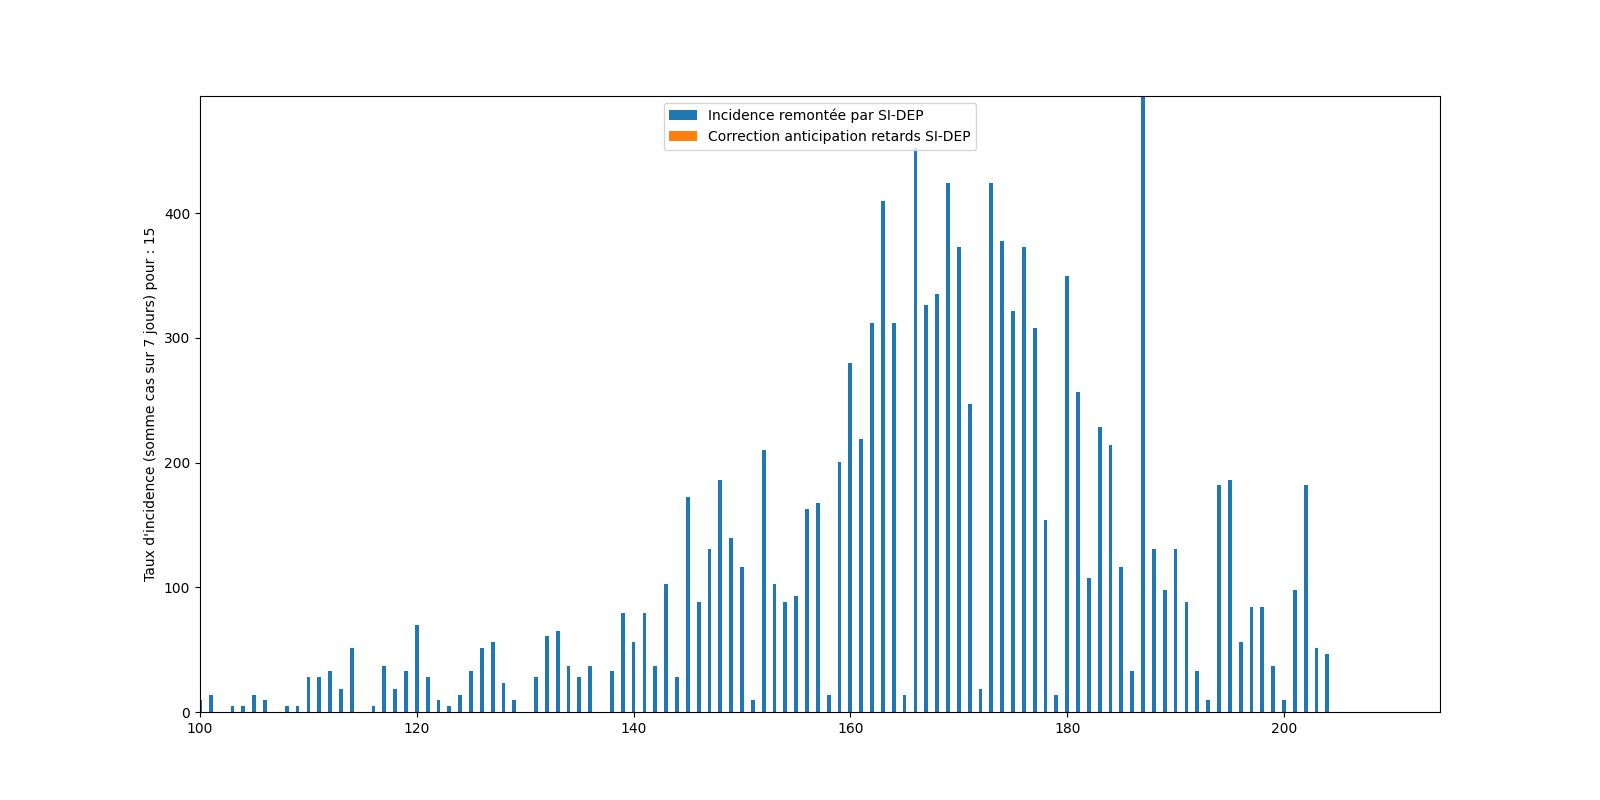 Incidence remontée par SI-DEP
Correction anticipation retards SI-DEP
Taux d'incidence (somme cas sur 7 jours) pour : 15
400
300
200
100
0
100 120 140 160 180 200